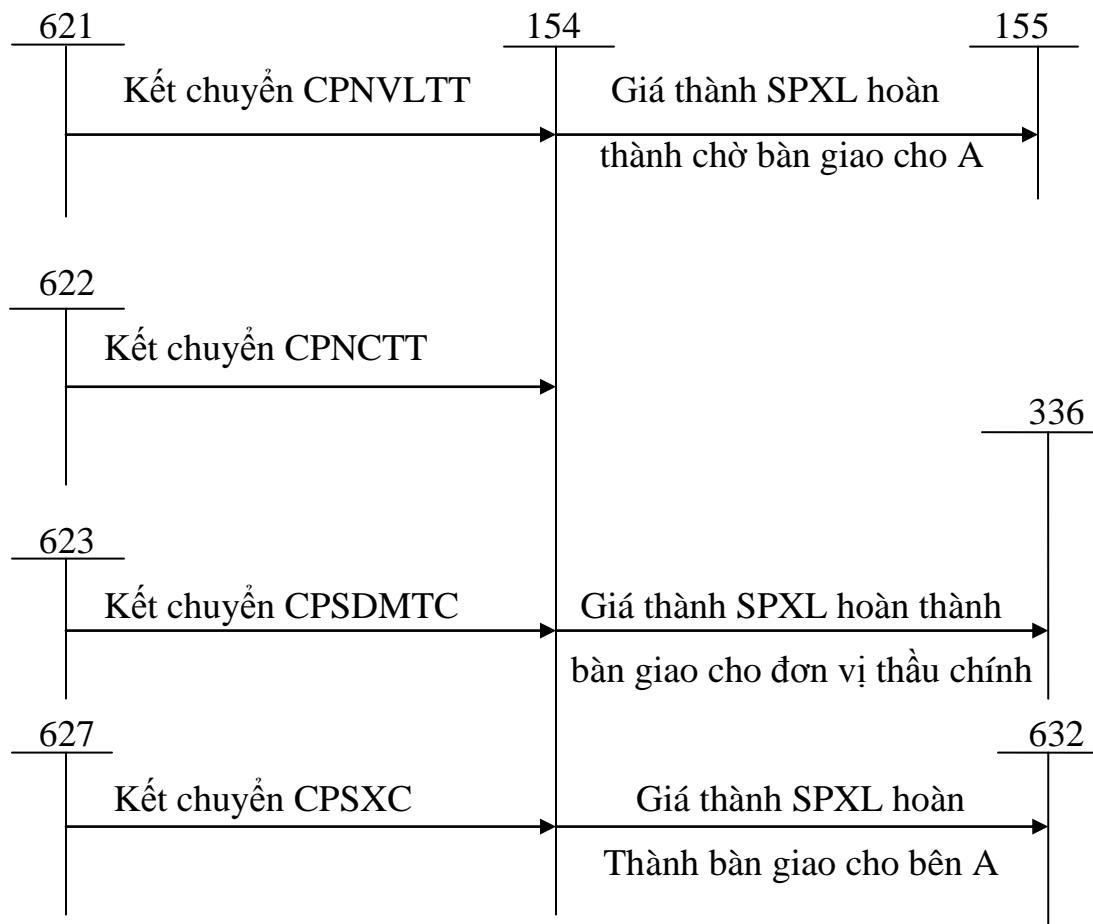 621
154
155
Kết chuyển CPNVLTT
Giá thành SPXL hoàn
thành chờ bàn giao cho A
622
Kết chuyển CPNCTT
336
623
Kết chuyển CPSDMTC
Giá thành SPXL hoàn thành
bàn giao cho đơn vị thầu chính
627
632
Kết chuyển CPSXC
Giá thành SPXL hoàn
Thành bàn giao cho bên A